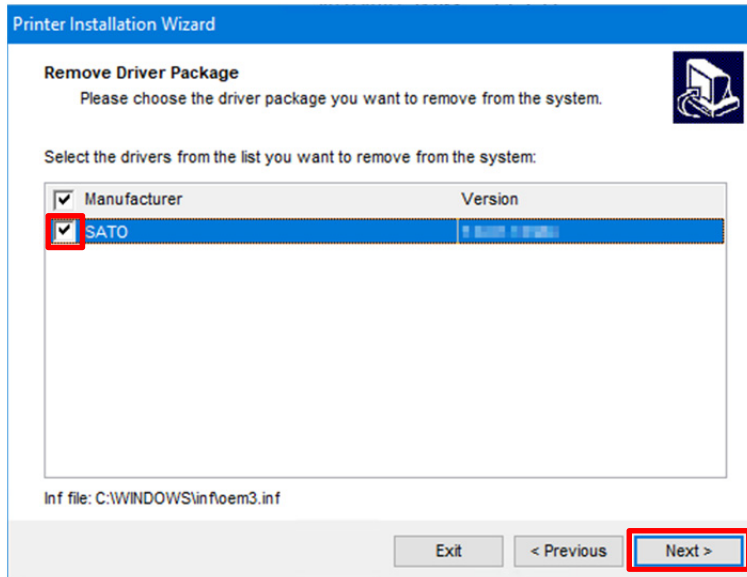 Printer Installation Wizard
Remove Driver Package
Please choose the driver package you want to remove from the system.
Select the drivers from the list you want to remove from the system:
Manufacturer Version
SATO
Inf file: C:\WINDOWS\inf\oem3.inf
Exit < Previous Next >